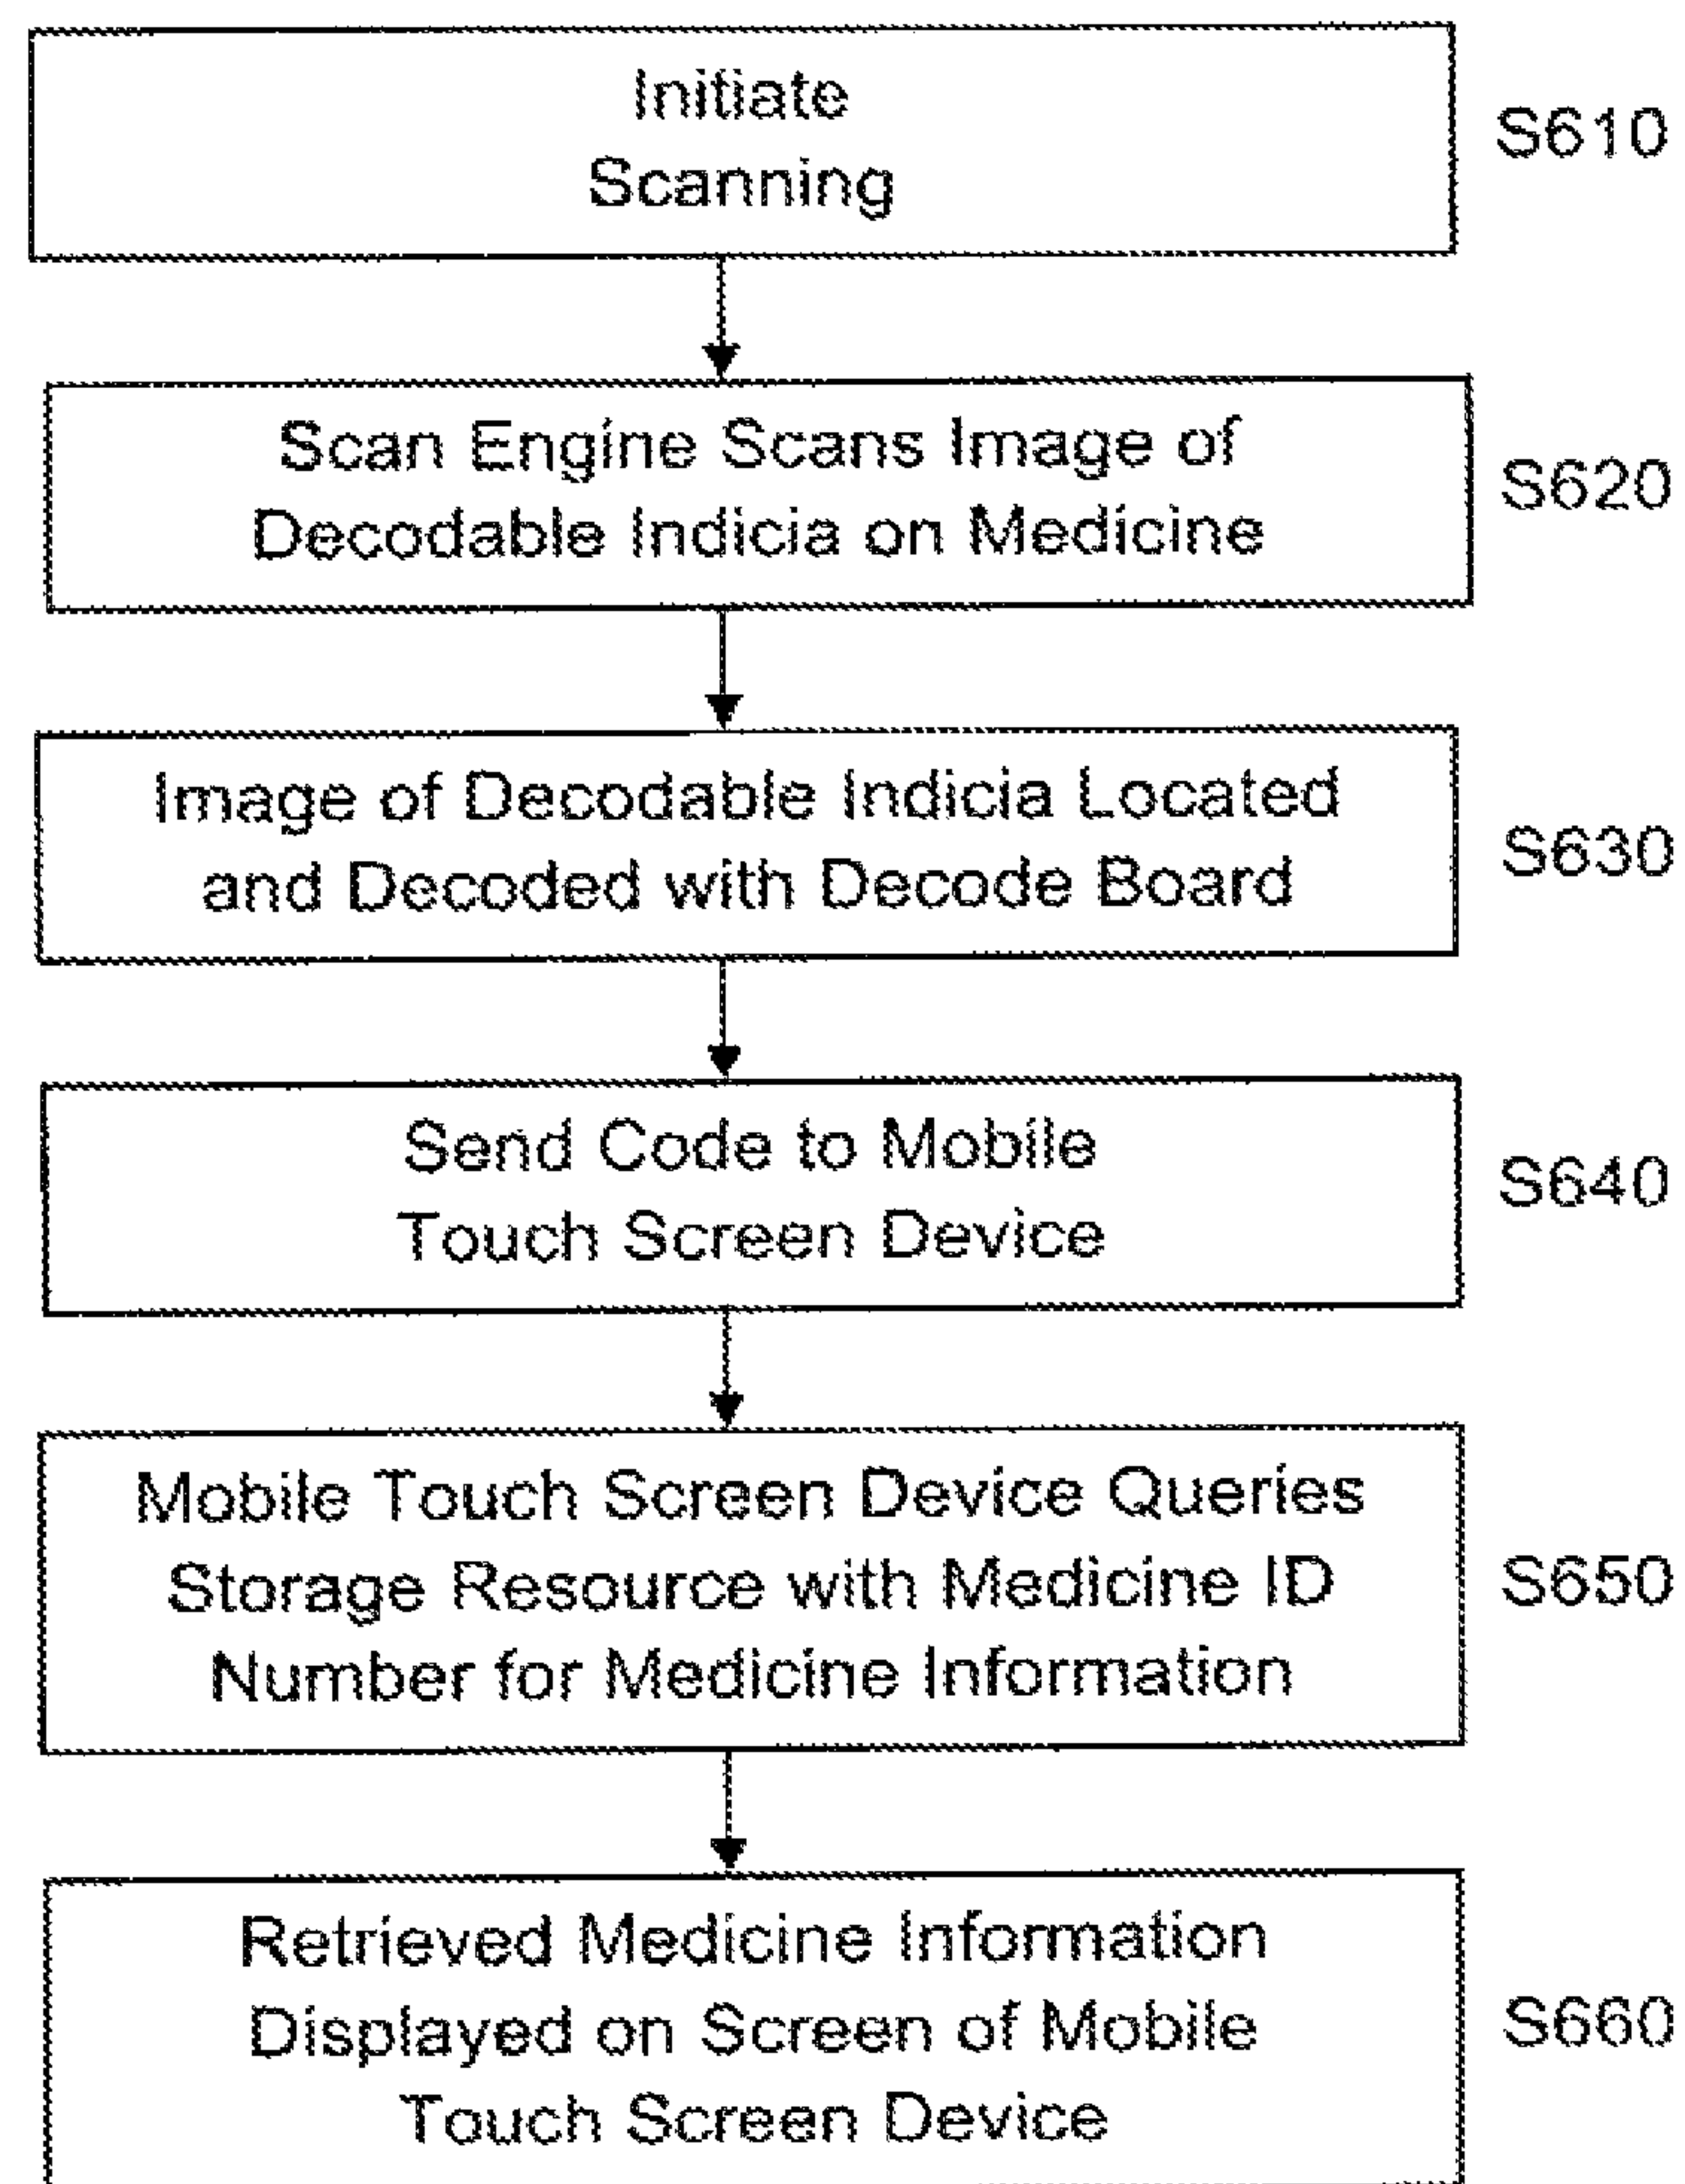 Initiate
Scanning
S610
Scan Engine Scans Image of
Decodable Indicia on Medicine
S620
Image of Decodable Indicia Located
and Decoded with Decode Board
S630
Send Code to Mobile
Touch Screen Device
S640
Mobile Touch Screen Device Queries
Storage Resource with Medicine ID
Number for Medicine Information
S650
Retrieved Medicine Information
Displayed on Screen of Mobile
Touch Screen Device
S660